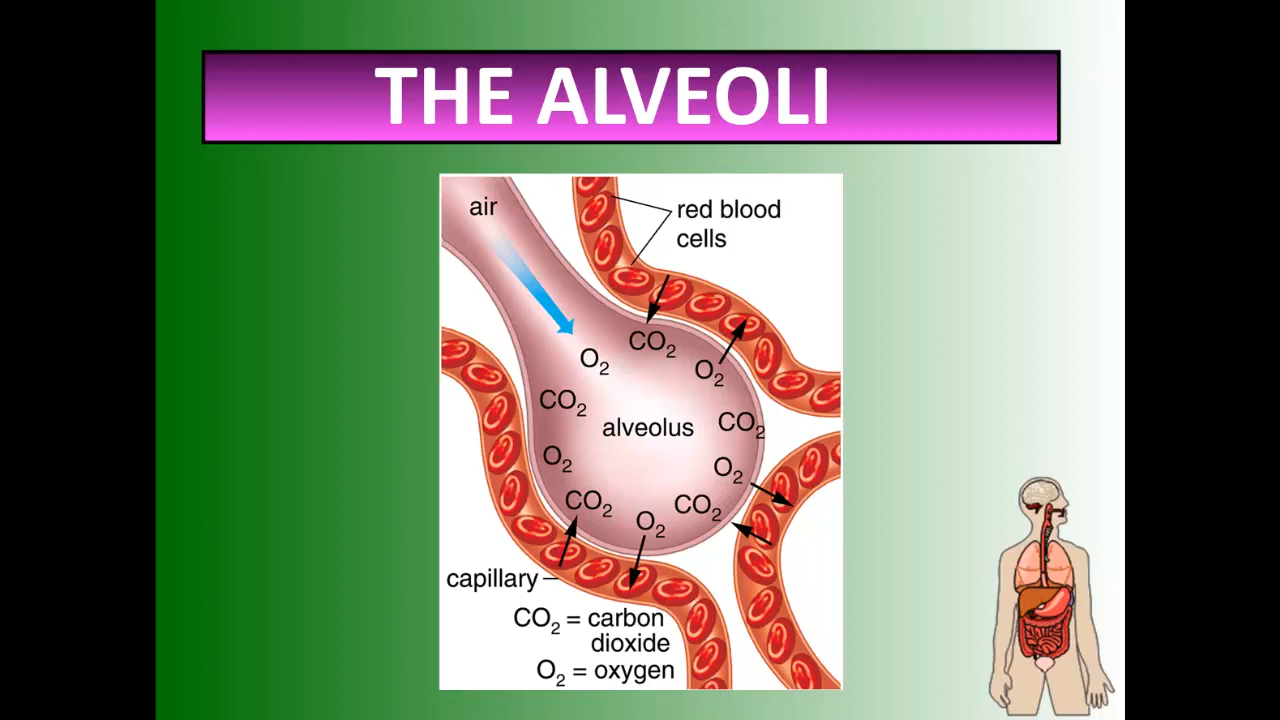 THE ALVEOLI
air
red blood
cells
CO₂
O₂
O₂
CO₂
CO₂
alveolus
O₂
O₂
CO₂
CO₂
O₂
capillary
CO₂ = carbon
dioxide
O₂ = oxygen